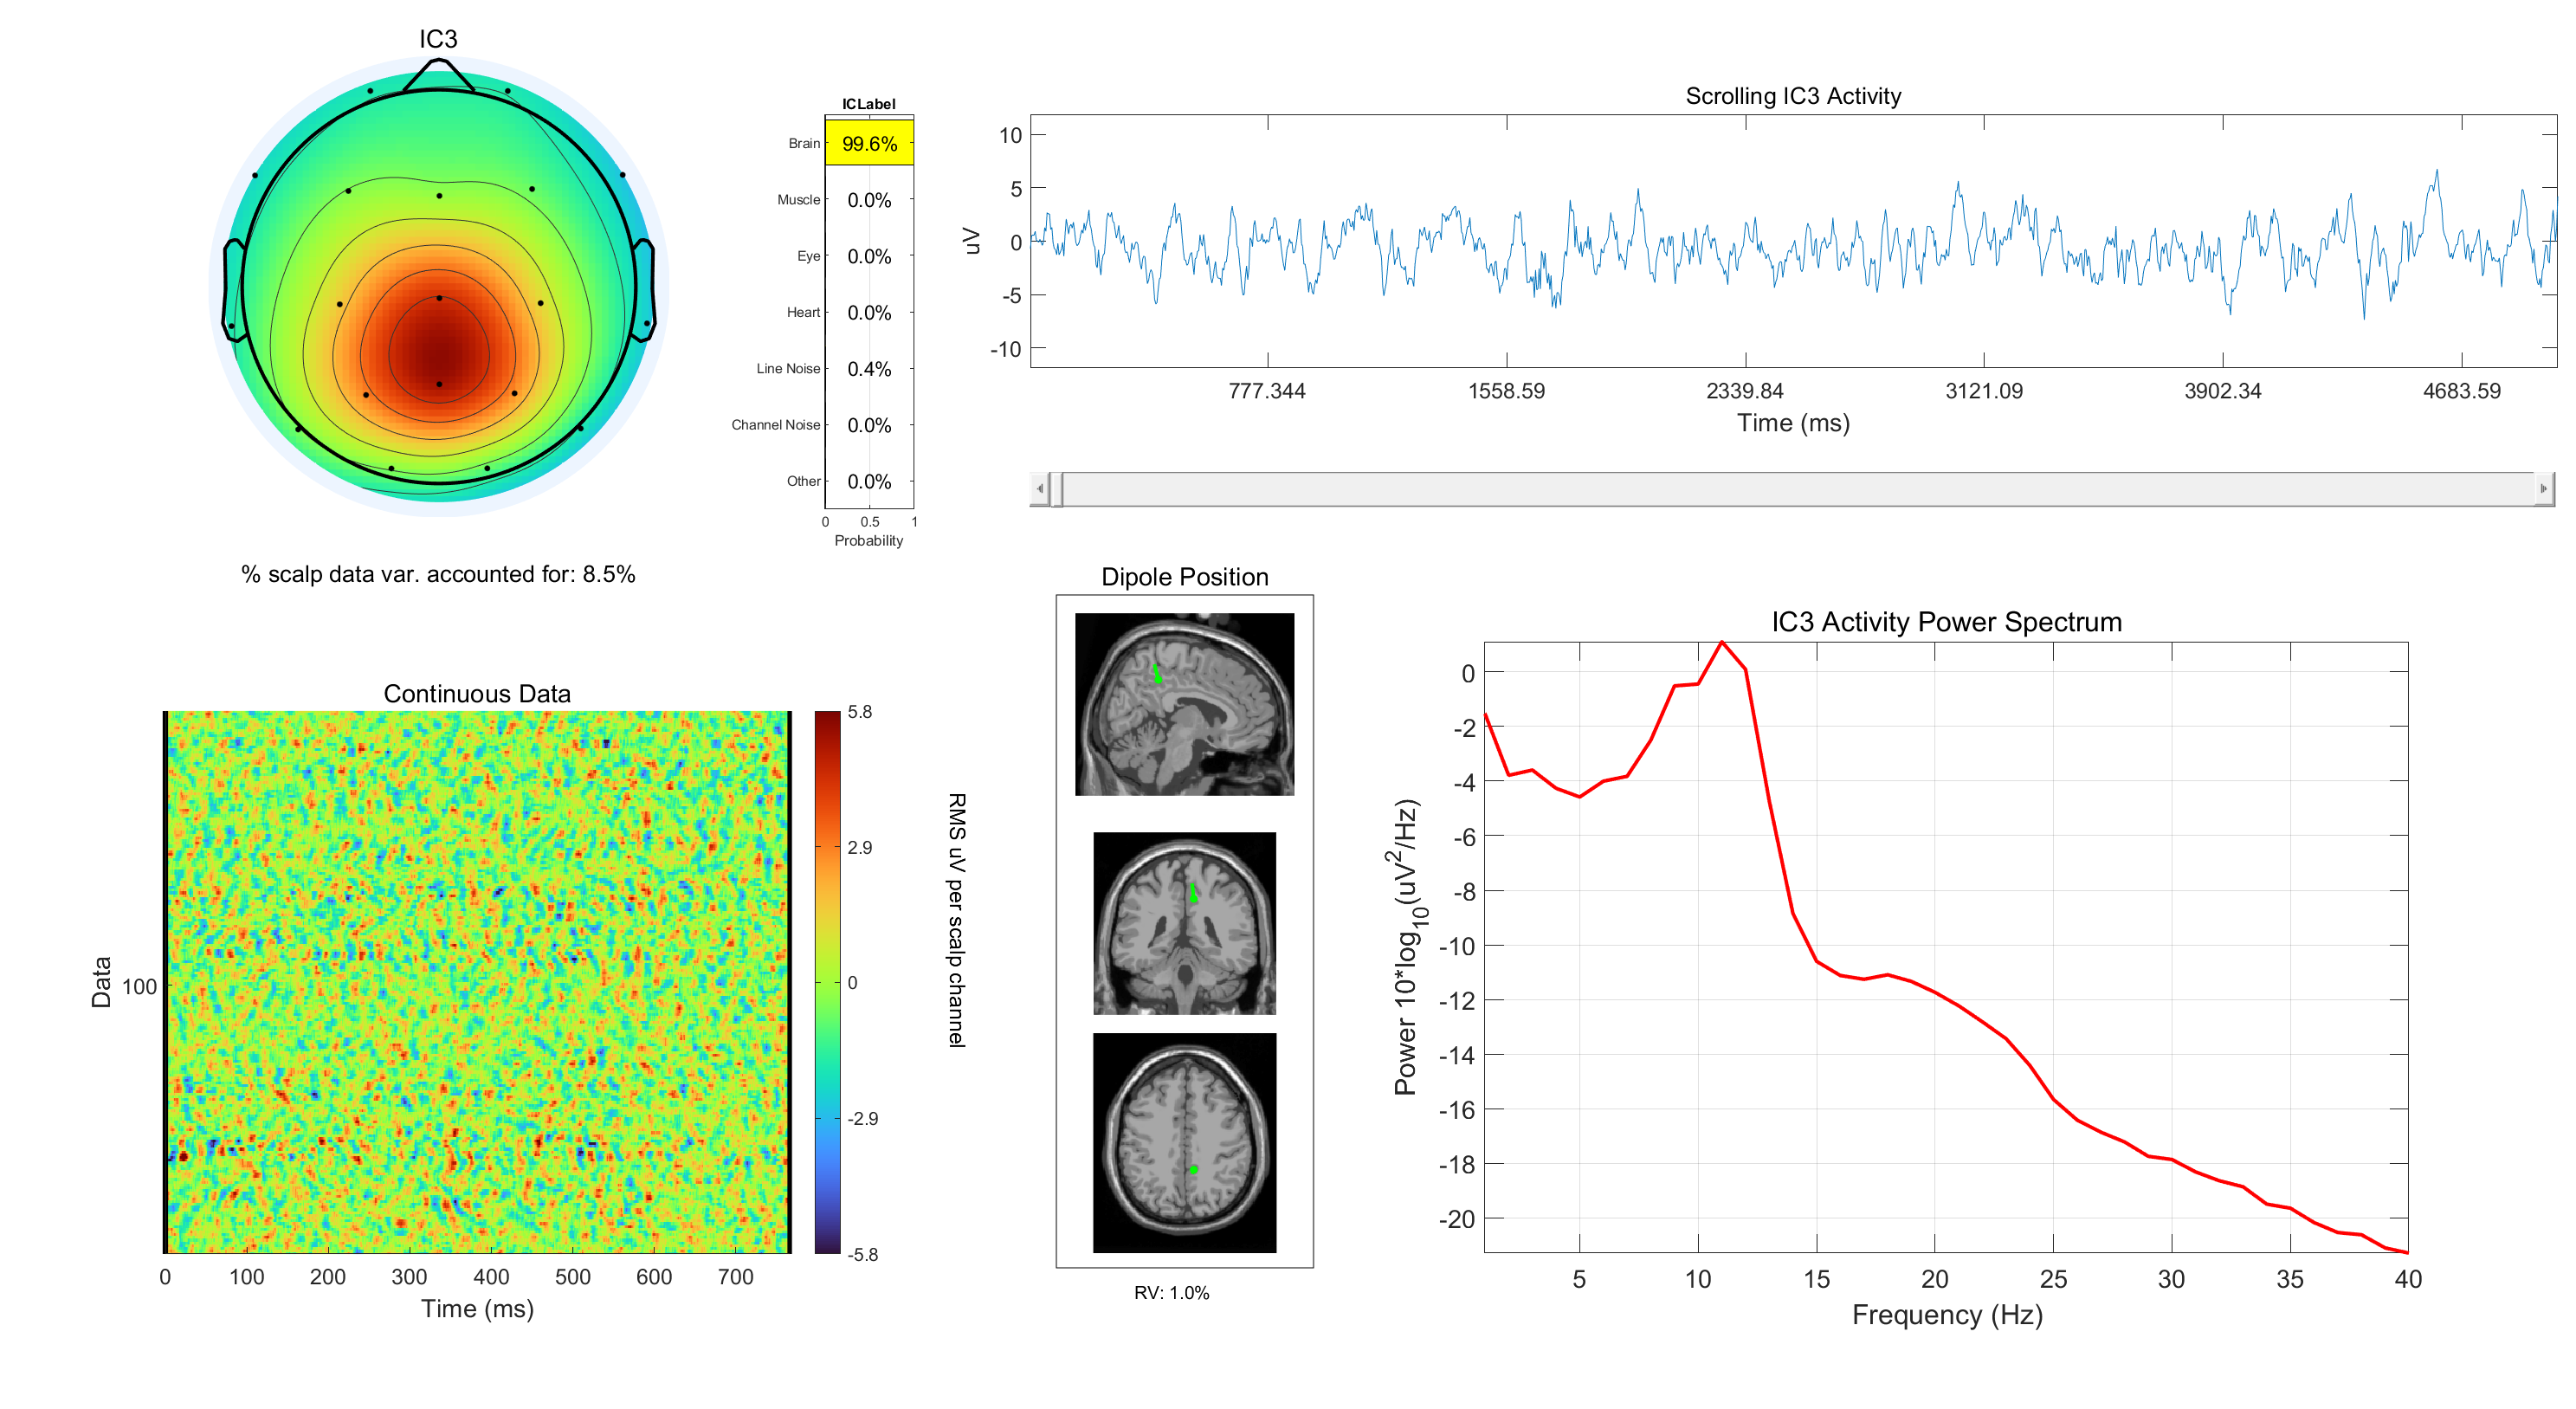 IC3
ICLabel
Brain 99.6%
Muscle 0.0%
Eye 0.0%
Heart 0.0%
Line Noise 0.4%
Channel Noise 0.0%
Other 0.0%
0 0.5 1
Probability
% scalp data var. accounted for: 8.5%
Scrolling IC3 Activity
10
5
0
-5
-10
uV
777.344 1558.59 2339.84 3121.09 3902.34 4683.59
Time (ms)
Continuous Data
Data
100
0 100 200 300 400 500 600 700
Time (ms)
5.8
2.9
0
-2.9
-5.8
RMS uV per scalp channel
Dipole Position
RV: 1.0%
IC3 Activity Power Spectrum
0
-2
-4
-6
-8
-10
-12
-14
-16
-18
-20
Power 10*log10(uV2/Hz)
5 10 15 20 25 30 35 40
Frequency (Hz)